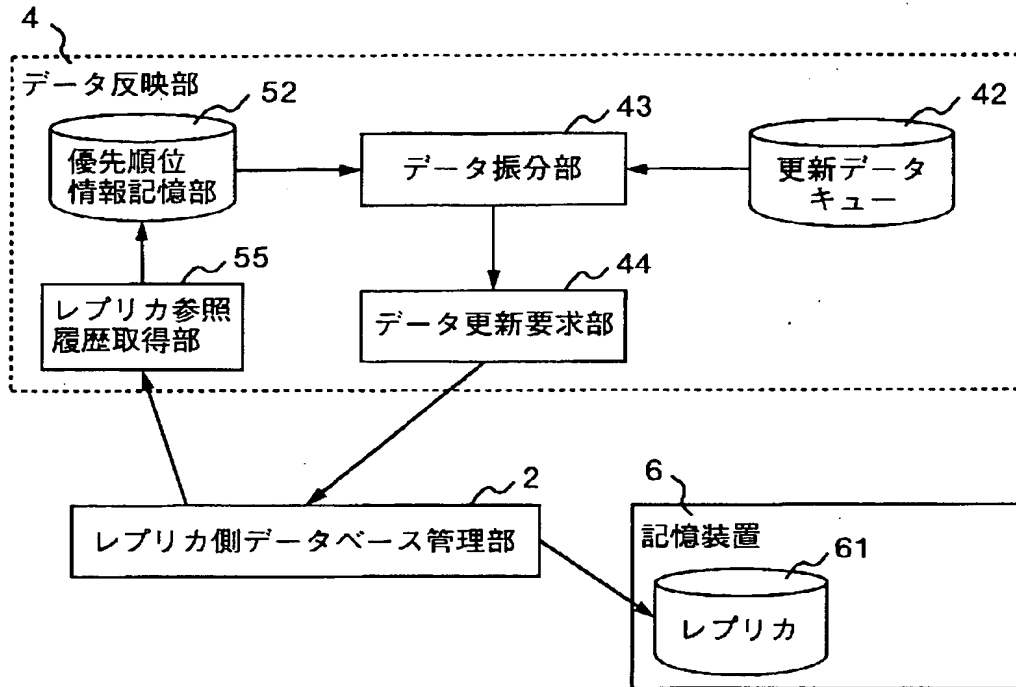 4
データ反映部
52
43
42
優先順位
情報記憶部
データ振分部
更新データ
キュー
55
44
レプリカ参照
履歴取得部
データ更新要求部
2
6
レプリカ側データベース管理部
記憶装置
61
レプリカ